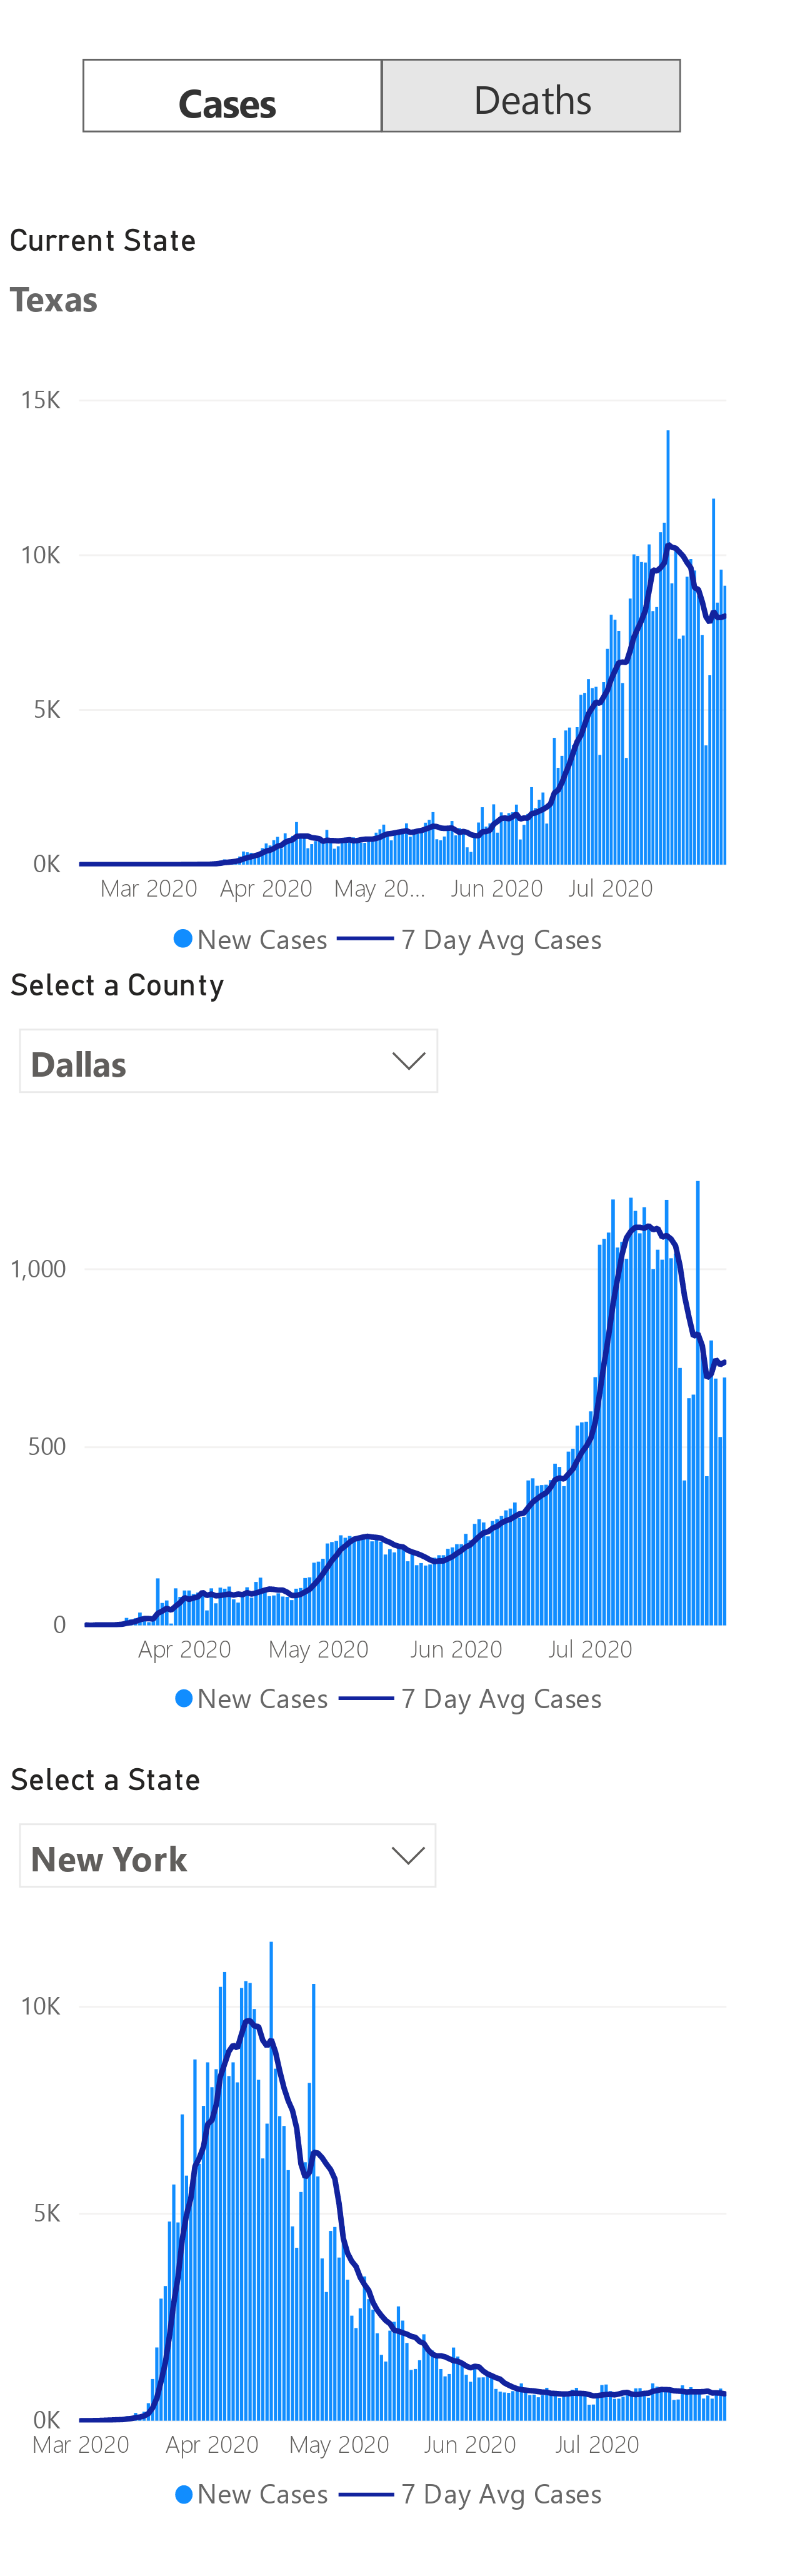 Cases Deaths
Current State
Texas
15K
10K
5K
0K
Mar 2020 Apr 2020 May 20... Jun 2020 Jul 2020
New Cases 7 Day Avg Cases
Select a County
Dallas
1,000
500
0
Apr 2020 May 2020 Jun 2020 Jul 2020
New Cases 7 Day Avg Cases
Select a State
New York
10K
5K
0K
Mar 2020 Apr 2020 May 2020 Jun 2020 Jul 2020
New Cases 7 Day Avg Cases